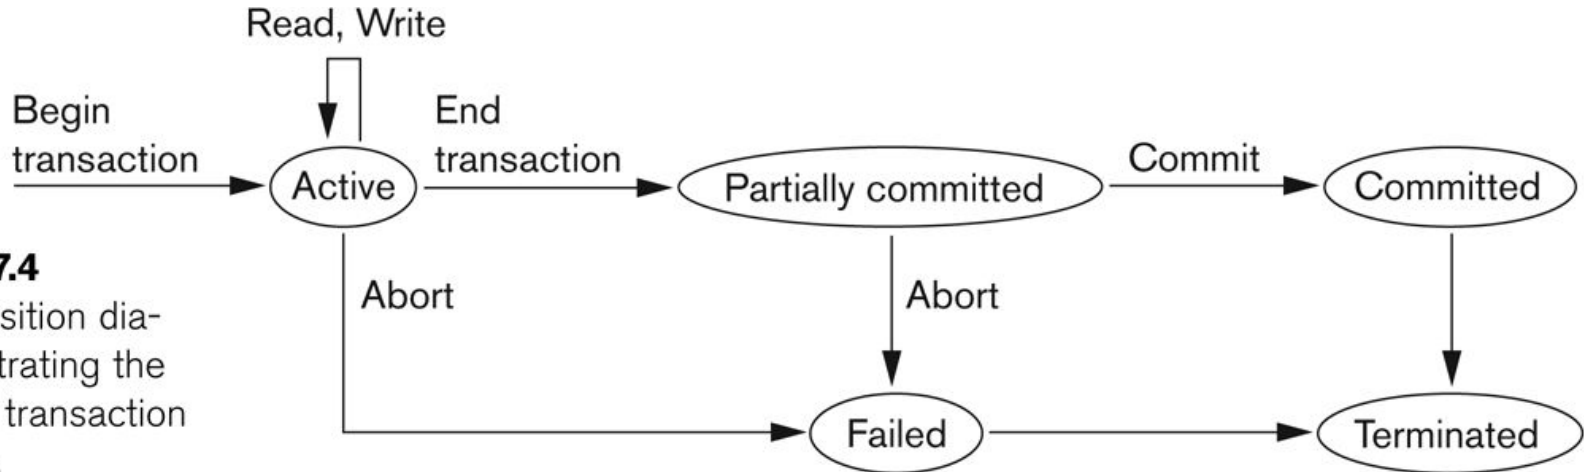 Read, Write
Begin
transaction
End
transaction
Active
Partially committed
Commit
Committed
7.4
sition dia-
trating the
transaction
Abort
Abort
Failed
Terminated